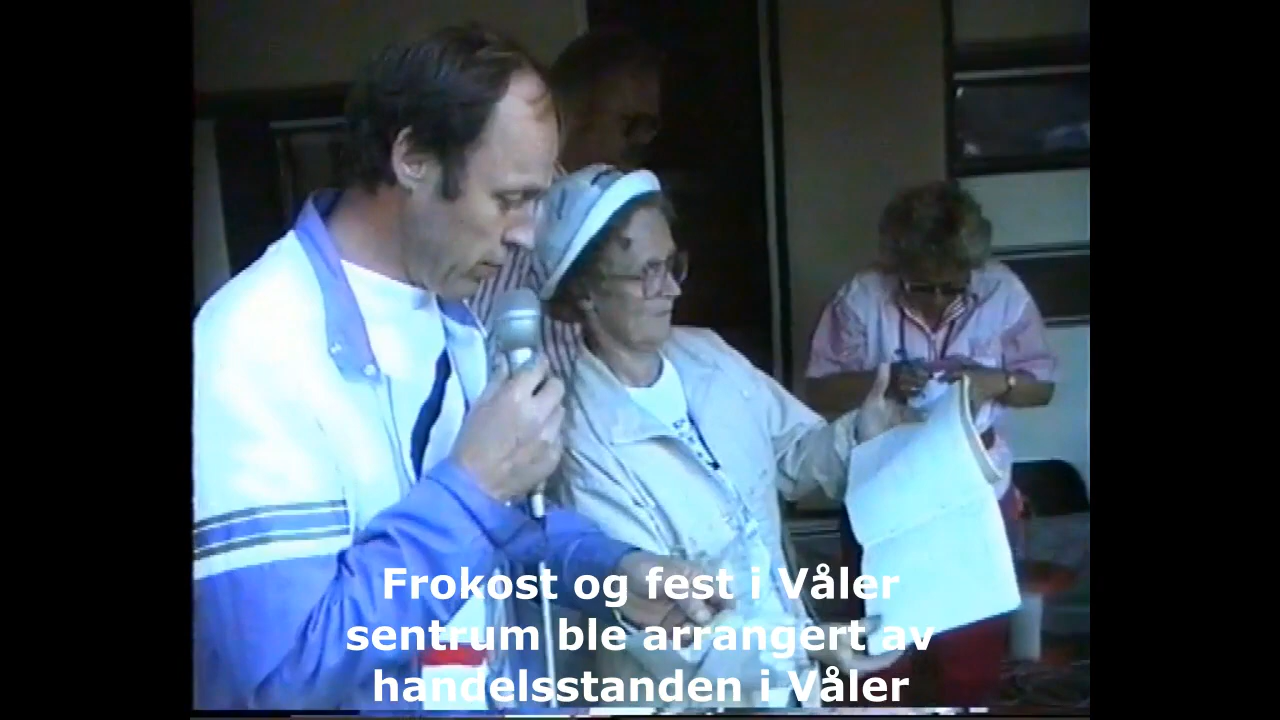 Frokost og fest i Våler
sentrum ble arrangert av
handelsstanden i Våler